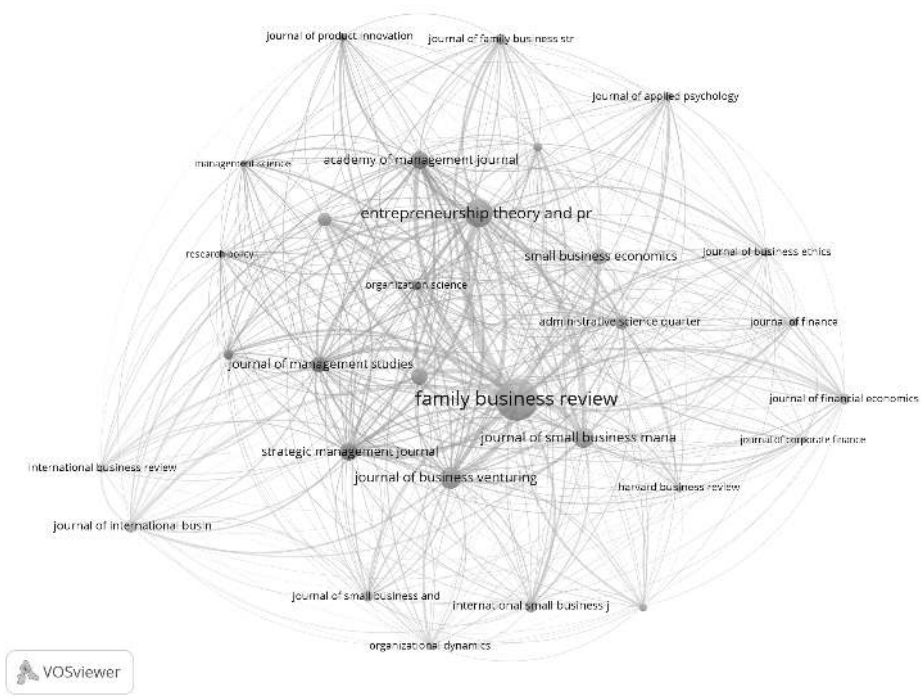 journal of product innovation
journal of family business str
journal of applied psychology
academy of management journal
management science
entrepreneurship theory and pr
research policy
small business economics
journal of business ethics
organization science
administrative science quarter
journal of finance
journal of management studies
family business review
journal of financial economics
journal of small business mana
journal of corporate finance
strategic management journal
international business review
journal of business venturing
harvard business review
journal of international busin
journal of small business and
international small business j
organizational dynamics
VOSviewer